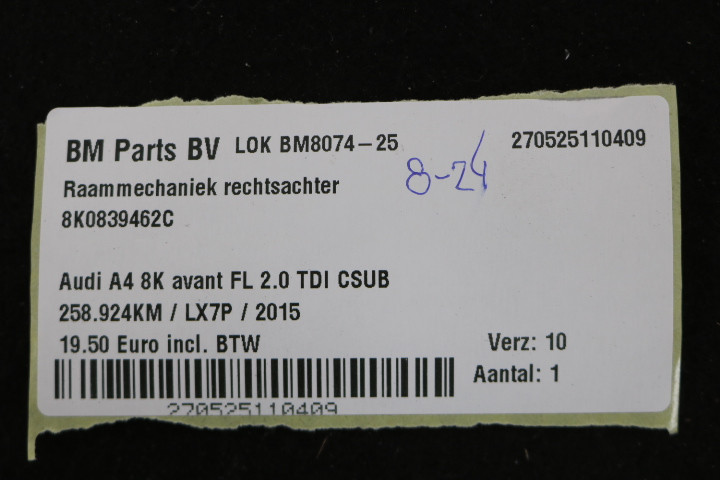 BM Parts BV LOK BM8074-25 270525110409
8-24
Raammechaniek rechtsachter
8K0839462C
Audi A4 8K avant FL 2.0 TDI CSUB
258.924KM / LX7P / 2015
19.50 Euro incl. BTW Verz: 10
Aantal: 1
270525110409